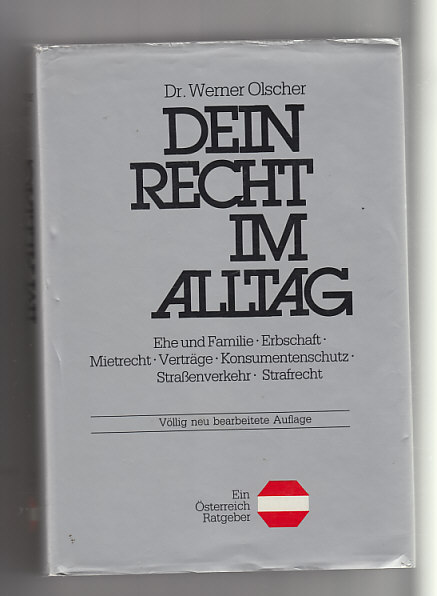 Dr. Werner Olscher
DEIN
RECHT
IM
ALLTAG
Ehe und Familie · Erbschaft ·
Mietrecht · Verträge · Konsumentenschutz ·
Straßenverkehr · Strafrecht
Völlig neu bearbeitete Auflage
Ein
Österreich
Ratgeber